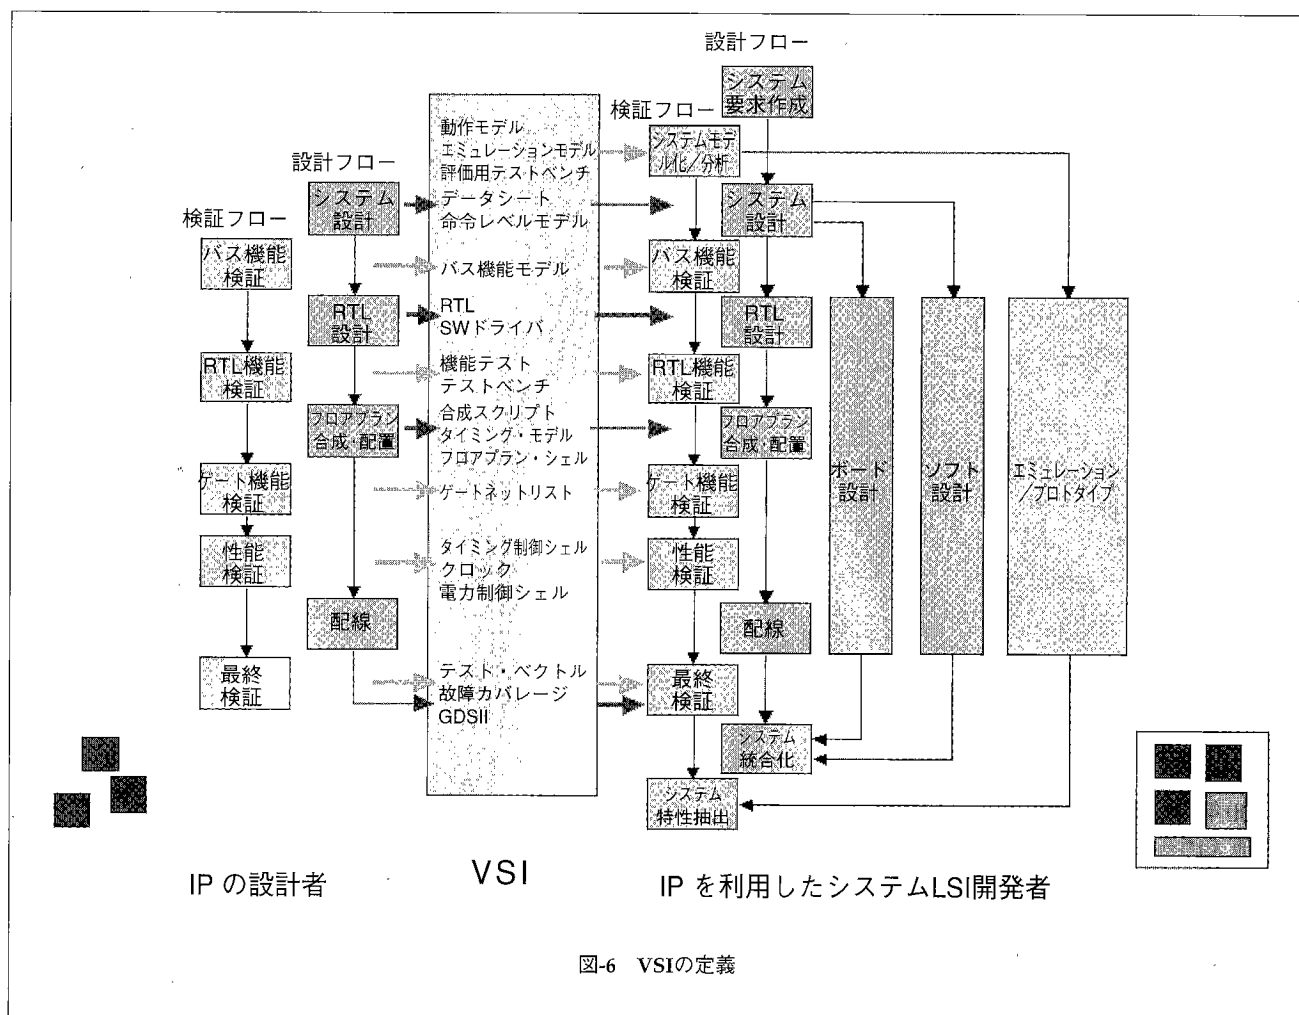 設計フロー
検証フロー
バス機能
検証
RTL機能
検証
ゲート機能
検証
性能
検証
最終
検証
設計フロー
システム
設計
RTL
設計
フロアプラン
合成・配置
配線
動作モデル
エミュレーションモデル
評価用テストベンチ
データシート
命令レベルモデル
バス機能モデル
RTL
SWドライバ
機能テスト
テストベンチ
合成スクリプト
タイミング・モデル
フロアプラン・シェル
ゲートネットリスト
タイミング制御シェル
クロック
電力制御シェル
テスト・ベクトル
故障カバレージ
GDSII
検証フロー
システムモデ
ル化/分析
バス機能
検証
RTL機能
検証
ゲート機能
検証
性能
検証
最終
検証
システム
特性抽出
システム
要求作成
システム
設計
RTL
設計
フロアプラン
合成・配置
配線
システム
統合化
ボード
設計
ソフト
設計
エミュレーション
/プロトタイプ
IP の設計者
VSI
IP を利用したシステムLSI開発者
図-6 VSIの定義